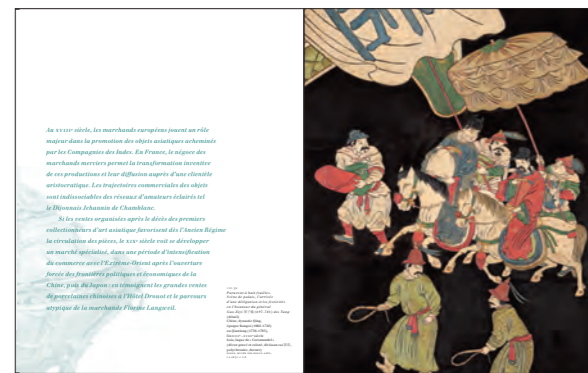 Au XVIIIe siècle, les marchands européens jouent un rôle
majeur dans la promotion des objets asiatiques acheminés
par les Compagnies des Indes. En France, le négoce des
marchands merciers permet la transformation inventive
de ces productions et leur diffusion auprès d'une clientèle
aristocratique. Les trajectoires commerciales des objets
sont indissociables des réseaux d'amateurs éclairés tel
le Dijonnais Jehannin de Chamblanc.
Si les ventes organisées après le décès des premiers
collectionneurs d'art asiatique favorisent dès l'Ancien Régime
la circulation des pièces, le XIXe siècle voit se développer
un marché spécialisé, dans une période d'intensification
du commerce avec l'Extrême-Orient après l'ouverture
forcée des frontières politiques et économiques de la
Chine, puis du Japon : en témoignent les grandes ventes
de porcelaines chinoises à l'Hôtel Drouot et le parcours
atypique de la marchande Florine Langweil.
Paravent à huit feuilles,
Chine, dynastie Qing,